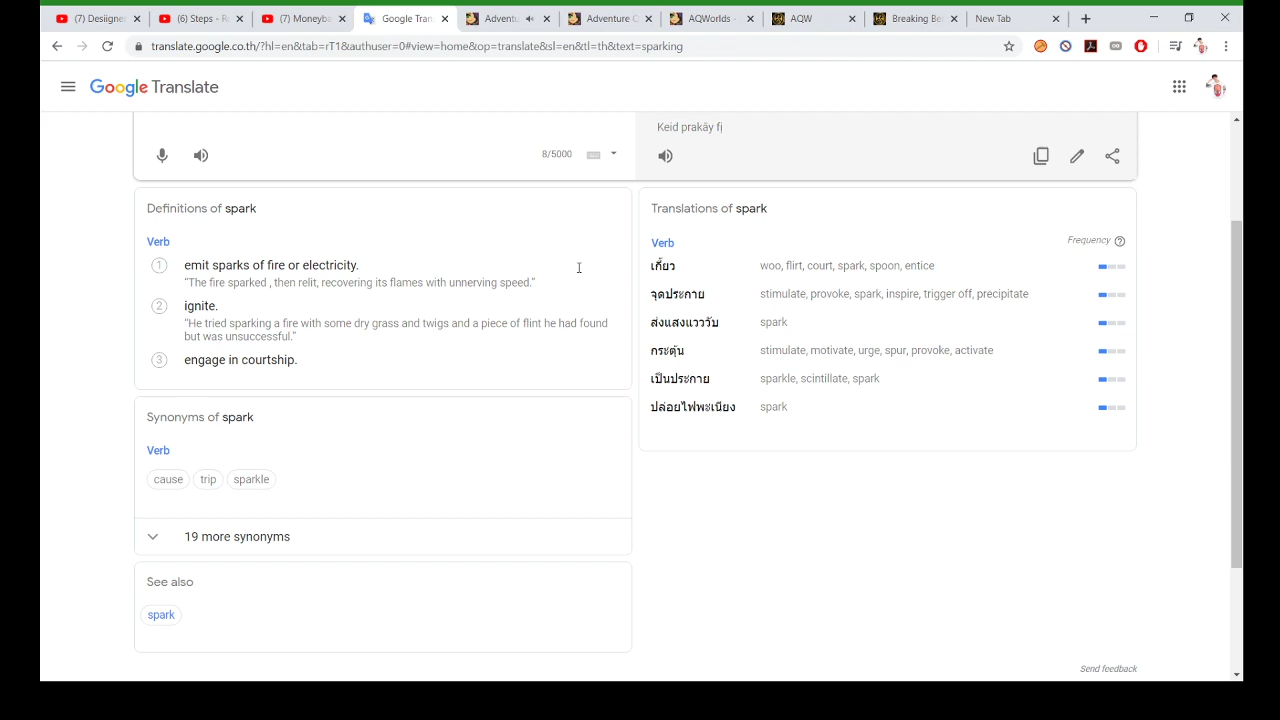 (7) Desiigne
(6) Steps - R
(7) Moneyba
Google Tran
Adventu
Adventure Q
AQWorlds -
AQW
Breaking Be
New Tab
translate.google.co.th/?hl=en&tab=rT1&authuser=0#view=home&op=translate&sl=en&tl=th&text=sparking
Google Translate
8/5000
Keid prakāy fị
Definitions of spark
Verb
1 emit sparks of fire or electricity.
"The fire sparked , then relit, recovering its flames with unnerving speed."
2 ignite.
"He tried sparking a fire with some dry grass and twigs and a piece of flint he had found
but was unsuccessful."
3 engage in courtship.
Synonyms of spark
Verb
cause trip sparkle
19 more synonyms
See also
spark
Translations of spark
Verb Frequency
เกี้ยว woo, flirt, court, spark, spoon, entice
จุดประกาย stimulate, provoke, spark, inspire, trigger off, precipitate
ส่งแสงแวววับ spark
กระตุ้น stimulate, motivate, urge, spur, provoke, activate
เป็นประกาย sparkle, scintillate, spark
ปล่อยไฟพะเนียง spark
Send feedback